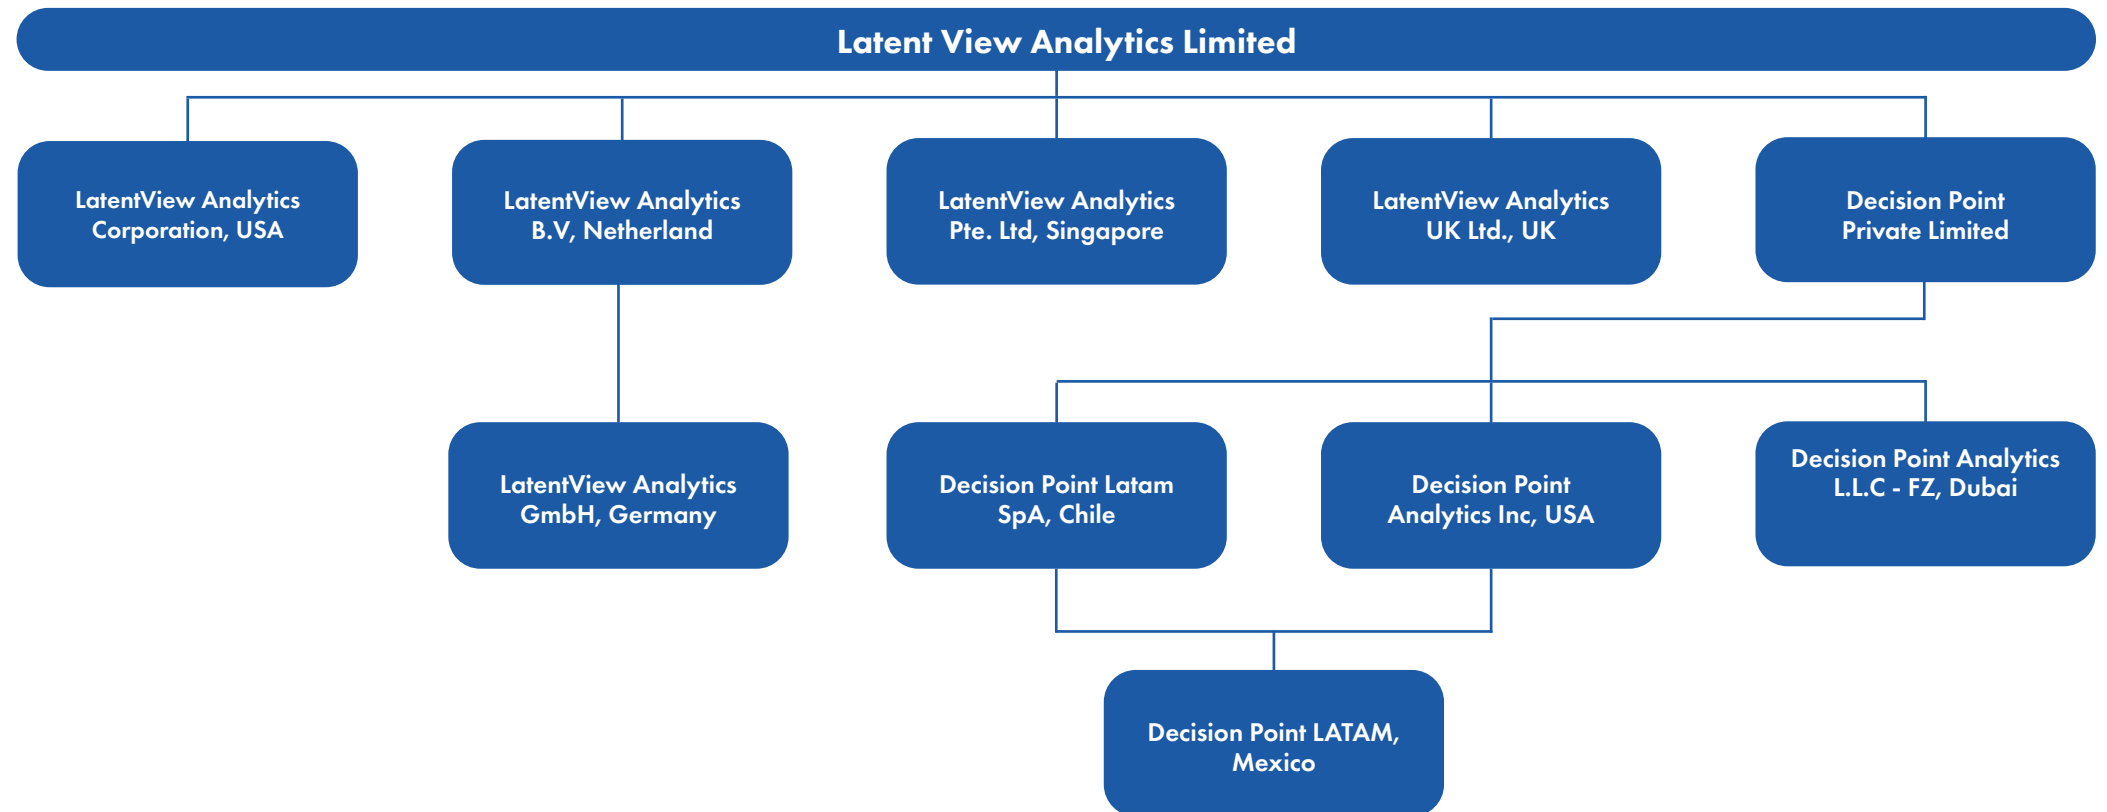 Latent View Analytics Limited
LatentView Analytics
Corporation, USA
LatentView Analytics
B.V, Netherland
LatentView Analytics
Pte. Ltd, Singapore
LatentView Analytics
UK Ltd., UK
Decision Point
Private Limited
LatentView Analytics
GmbH, Germany
Decision Point Latam
SpA, Chile
Decision Point
Analytics Inc, USA
Decision Point Analytics
L.L.C - FZ, Dubai
Decision Point LATAM,
Mexico